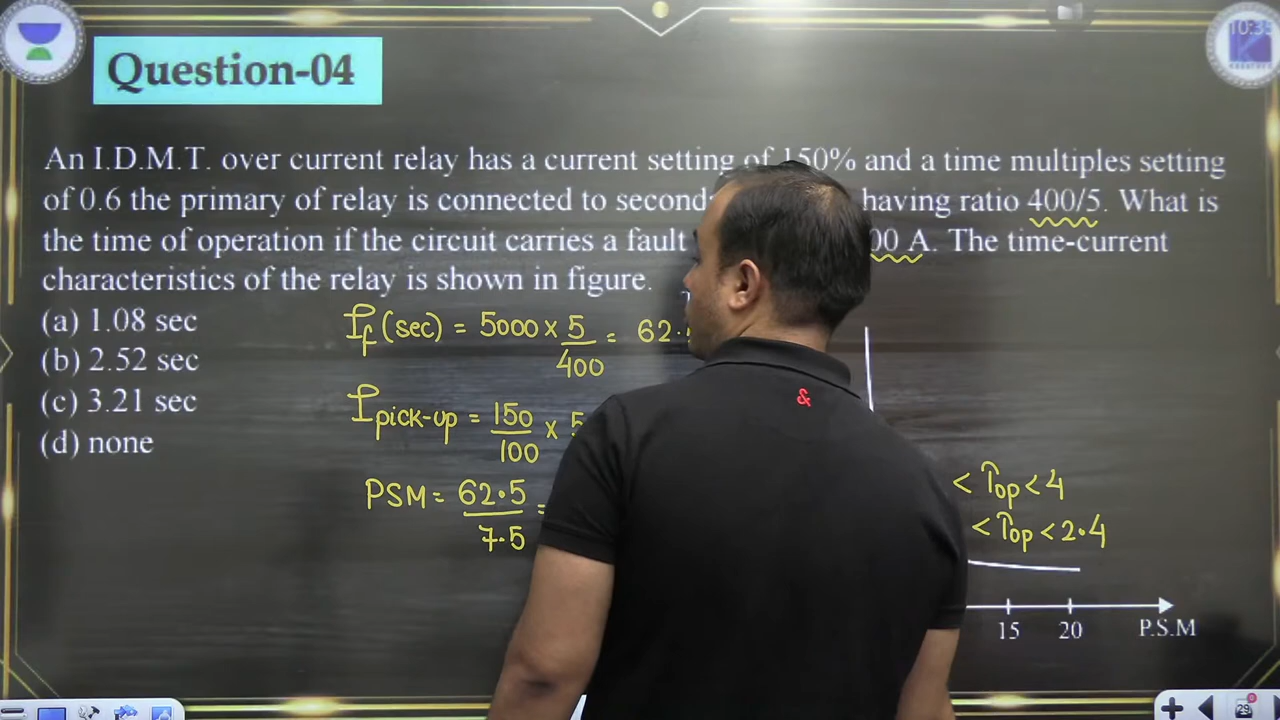 10:35
Question-04
An I.D.M.T. over current relay has a current setting of 150% and a time multiples setting
of 0.6 the primary of relay is connected to second having ratio 400/5. What is
the time of operation if the circuit carries a fault 00 A. The time-current
characteristics of the relay is shown in figure.
(a) 1.08 sec
(b) 2.52 sec
(c) 3.21 sec
(d) none
If (sec) = 5000 × 5/400 = 62.
Ipick-up = 150/100 × 5
PSM = 62.5/7.5 =
< Top < 4
< Top < 2.4
15 20 P.S.M
29